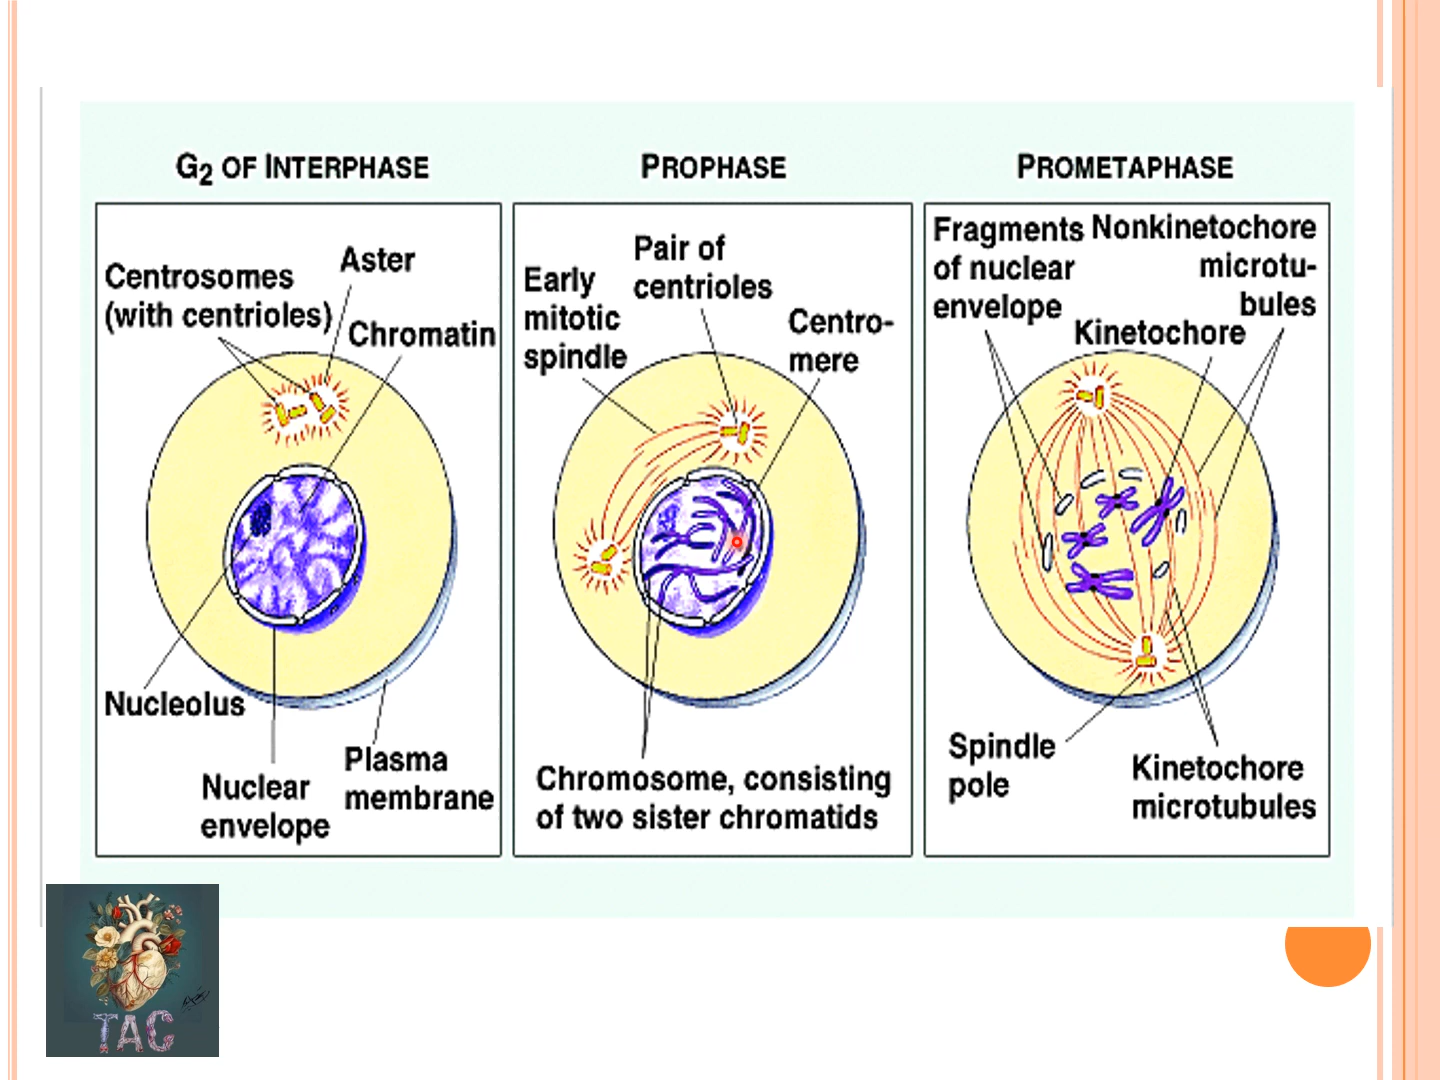 G2 OF INTERPHASE
Centrosomes
(with centrioles)
Aster
Chromatin
Nucleolus
Nuclear
envelope
Plasma
membrane
PROPHASE
Early
mitotic
spindle
Pair of
centrioles
Centro-
mere
Chromosome, consisting
of two sister chromatids
PROMETAPHASE
Fragments
of nuclear
envelope
Nonkinetochore
microtu-
bules
Kinetochore
Spindle
pole
Kinetochore
microtubules
TAC